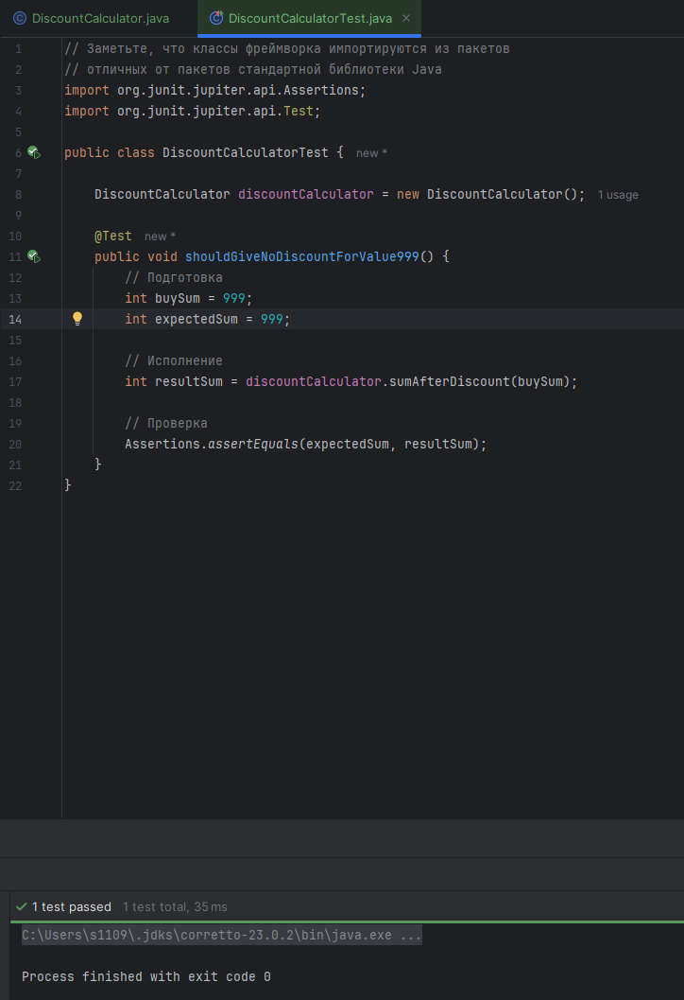 DiscountCalculator.java DiscountCalculatorTest.java
1 // Заметьте, что классы фреймворка импортируются из пакетов
2 // отличных от пакетов стандартной библиотеки Java
3 import org.junit.jupiter.api.Assertions;
4 import org.junit.jupiter.api.Test;
5
6 public class DiscountCalculatorTest { new *
7
8 DiscountCalculator discountCalculator = new DiscountCalculator(); 1 usage
9
10 @Test new *
11 public void shouldGiveNoDiscountForValue999() {
12 // Подготовка
13 int buySum = 999;
14 int expectedSum = 999;
15
16 // Исполнение
17 int resultSum = discountCalculator.sumAfterDiscount(buySum);
18
19 // Проверка
20 Assertions.assertEquals(expectedSum, resultSum);
21 }
22 }
1 test passed 1 test total, 35 ms
C:\Users\s1109\.jdks\corretto-23.0.2\bin\java.exe ...
Process finished with exit code 0